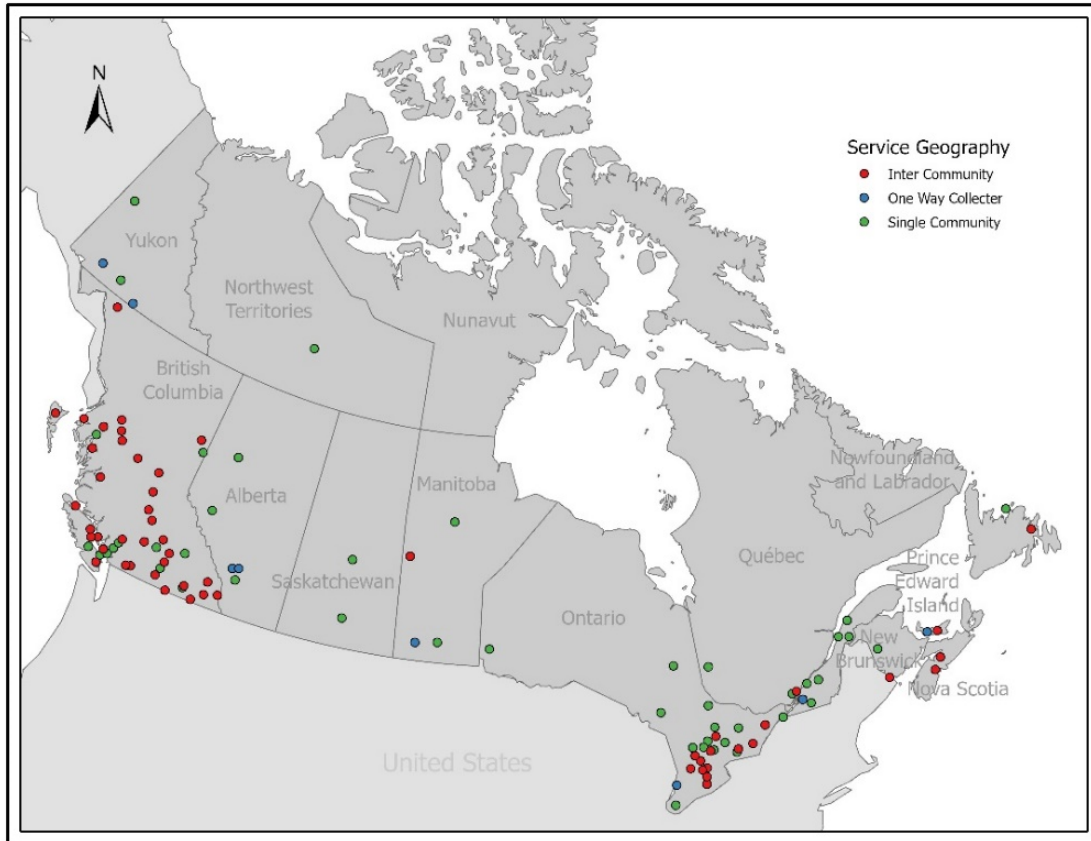 N
Service Geography
Inter Community
One Way Collecter
Single Community
Yukon
Northwest
Territories
Nunavut
British
Columbia
Alberta
Saskatchewan
Manitoba
Ontario
Québec
Newfoundland
and Labrador
Prince
Edward
Island
New
Brunswick
Nova Scotia
United States